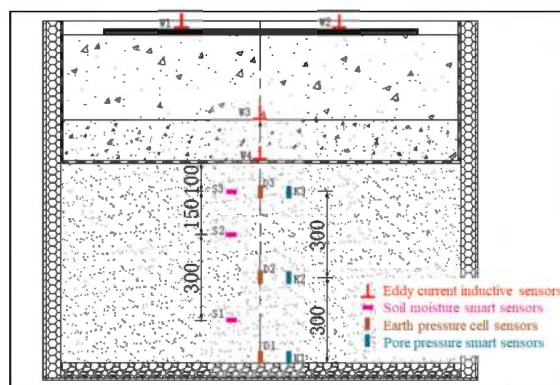 W1 W2
W3
W4
100
S3 D3 K3
150
S2
300 300
D2 K2
S1
300
D1 K1
Eddy current inductive sensors
Soil moisture smart sensors
Earth pressure cell sensors
Pore pressure smart sensors